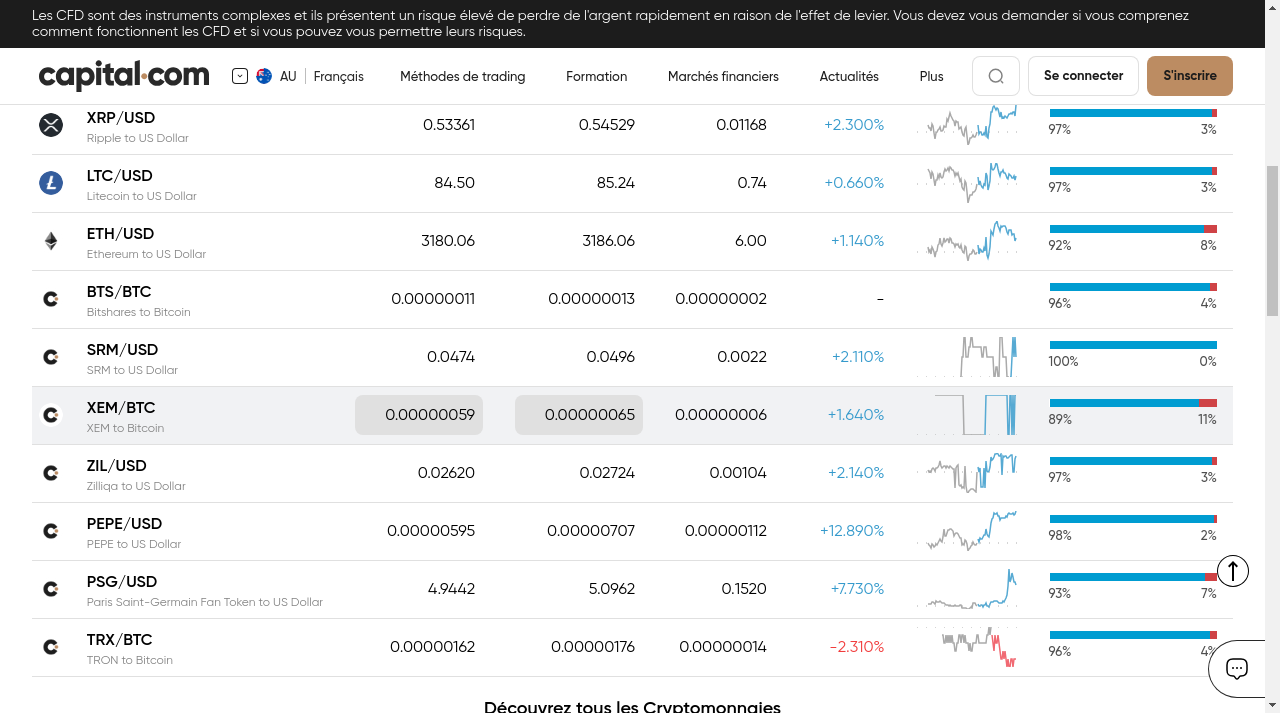 Les CFD sont des instruments complexes et ils présentent un risque élevé de perdre de l'argent rapidement en raison de l'effet de levier. Vous devez vous demander si vous comprenez
comment fonctionnent les CFD et si vous pouvez vous permettre leurs risques.
capital.com AU Français Méthodes de trading Formation Marchés financiers Actualités Plus Se connecter S'inscrire
XRP/USD 0.53361 0.54529 0.01168 +2.300%
Ripple to US Dollar 97% 3%
LTC/USD 84.50 85.24 0.74 +0.660%
Litecoin to US Dollar 97% 3%
ETH/USD 3180.06 3186.06 6.00 +1.140%
Ethereum to US Dollar 92% 8%
BTS/BTC 0.00000011 0.00000013 0.00000002 -
Bitshares to Bitcoin 96% 4%
SRM/USD 0.0474 0.0496 0.0022 +2.110%
SRM to US Dollar 100% 0%
XEM/BTC 0.00000059 0.00000065 0.00000006 +1.640%
XEM to Bitcoin 89% 11%
ZIL/USD 0.02620 0.02724 0.00104 +2.140%
Zilliqa to US Dollar 97% 3%
PEPE/USD 0.00000595 0.00000707 0.00000112 +12.890%
PEPE to US Dollar 98% 2%
PSG/USD 4.9442 5.0962 0.1520 +7.730%
Paris Saint-Germain Fan Token to US Dollar 93% 7%
TRX/BTC 0.00000162 0.00000176 0.00000014 -2.310%
TRON to Bitcoin 96% 4%
Découvrez tous les Cryptomonnaies